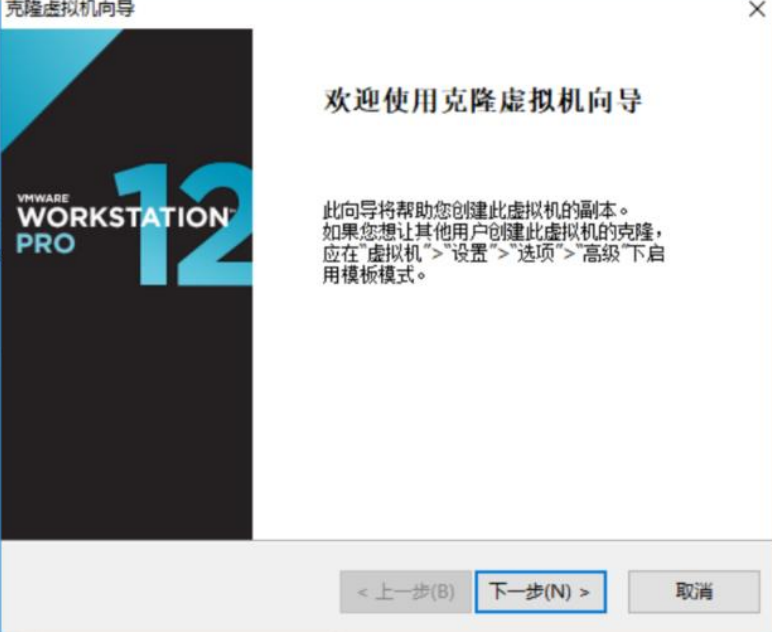 克隆虚拟机向导
欢迎使用克隆虚拟机向导
VMWARE
WORKSTATION™
PRO
12
此向导将帮助您创建此虚拟机的副本。
如果您想让其他用户创建此虚拟机的克隆，
应在"虚拟机">"设置">"选项">"高级"下启
用模板模式。
< 上一步(B)
下一步(N) >
取消